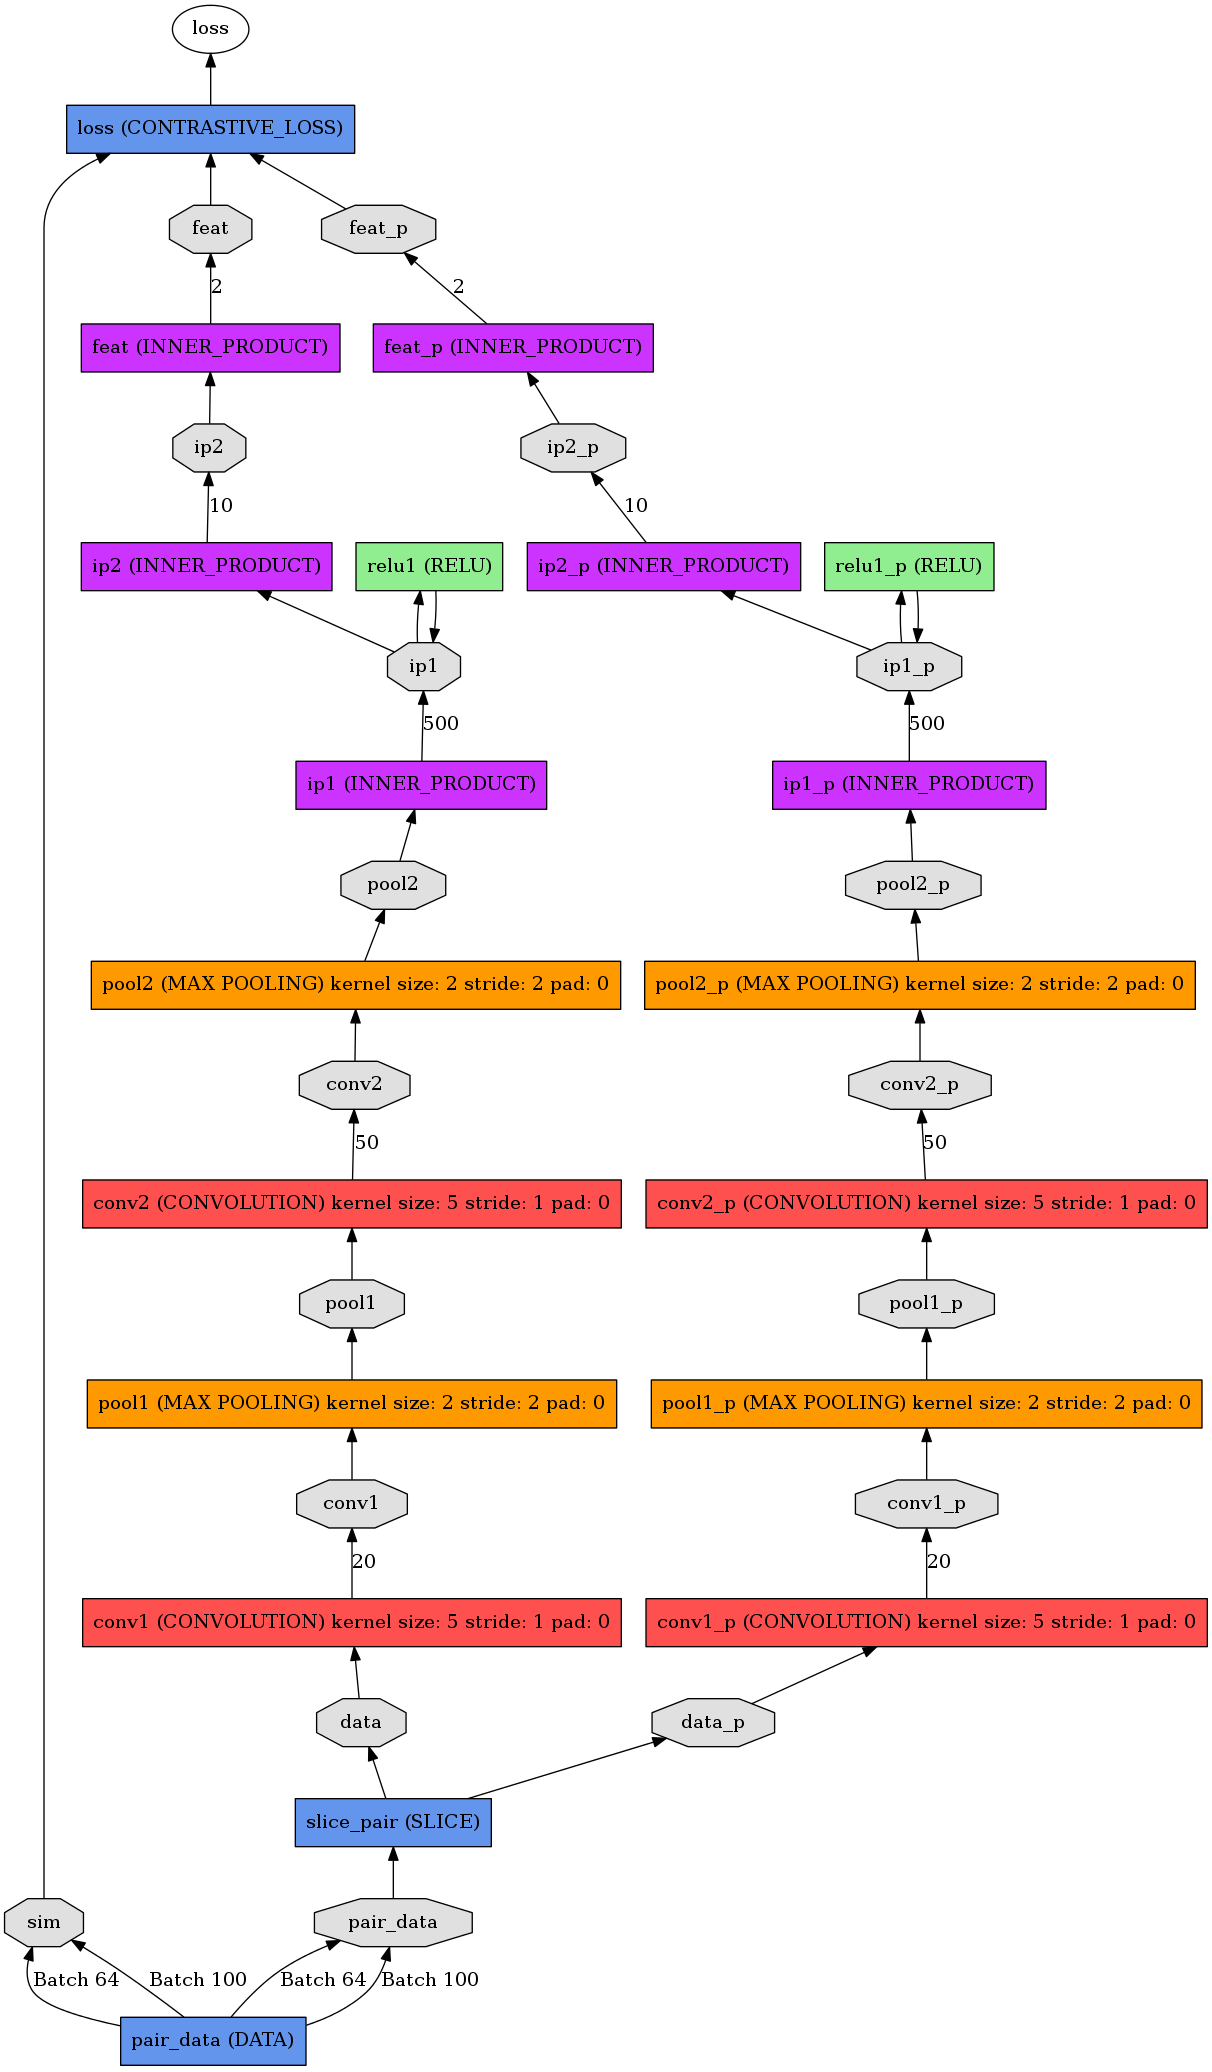 loss
loss (CONTRASTIVE_LOSS)
feat
feat_p
2
2
feat (INNER_PRODUCT)
feat_p (INNER_PRODUCT)
ip2
ip2_p
10
10
ip2 (INNER_PRODUCT)
relu1 (RELU)
ip2_p (INNER_PRODUCT)
relu1_p (RELU)
ip1
ip1_p
500
500
ip1 (INNER_PRODUCT)
ip1_p (INNER_PRODUCT)
pool2
pool2_p
pool2 (MAX POOLING) kernel size: 2 stride: 2 pad: 0
pool2_p (MAX POOLING) kernel size: 2 stride: 2 pad: 0
conv2
conv2_p
50
50
conv2 (CONVOLUTION) kernel size: 5 stride: 1 pad: 0
conv2_p (CONVOLUTION) kernel size: 5 stride: 1 pad: 0
pool1
pool1_p
pool1 (MAX POOLING) kernel size: 2 stride: 2 pad: 0
pool1_p (MAX POOLING) kernel size: 2 stride: 2 pad: 0
conv1
conv1_p
20
20
conv1 (CONVOLUTION) kernel size: 5 stride: 1 pad: 0
conv1_p (CONVOLUTION) kernel size: 5 stride: 1 pad: 0
data
data_p
slice_pair (SLICE)
sim
pair_data
Batch 64
Batch 100
Batch 64
Batch 100
pair_data (DATA)